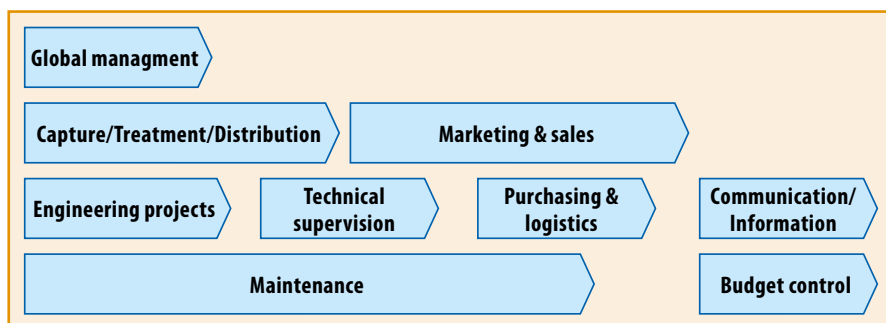 Global managment
Capture/Treatment/Distribution
Marketing & sales
Engineering projects
Technical
supervision
Purchasing &
logistics
Communication/
Information
Maintenance
Budget control